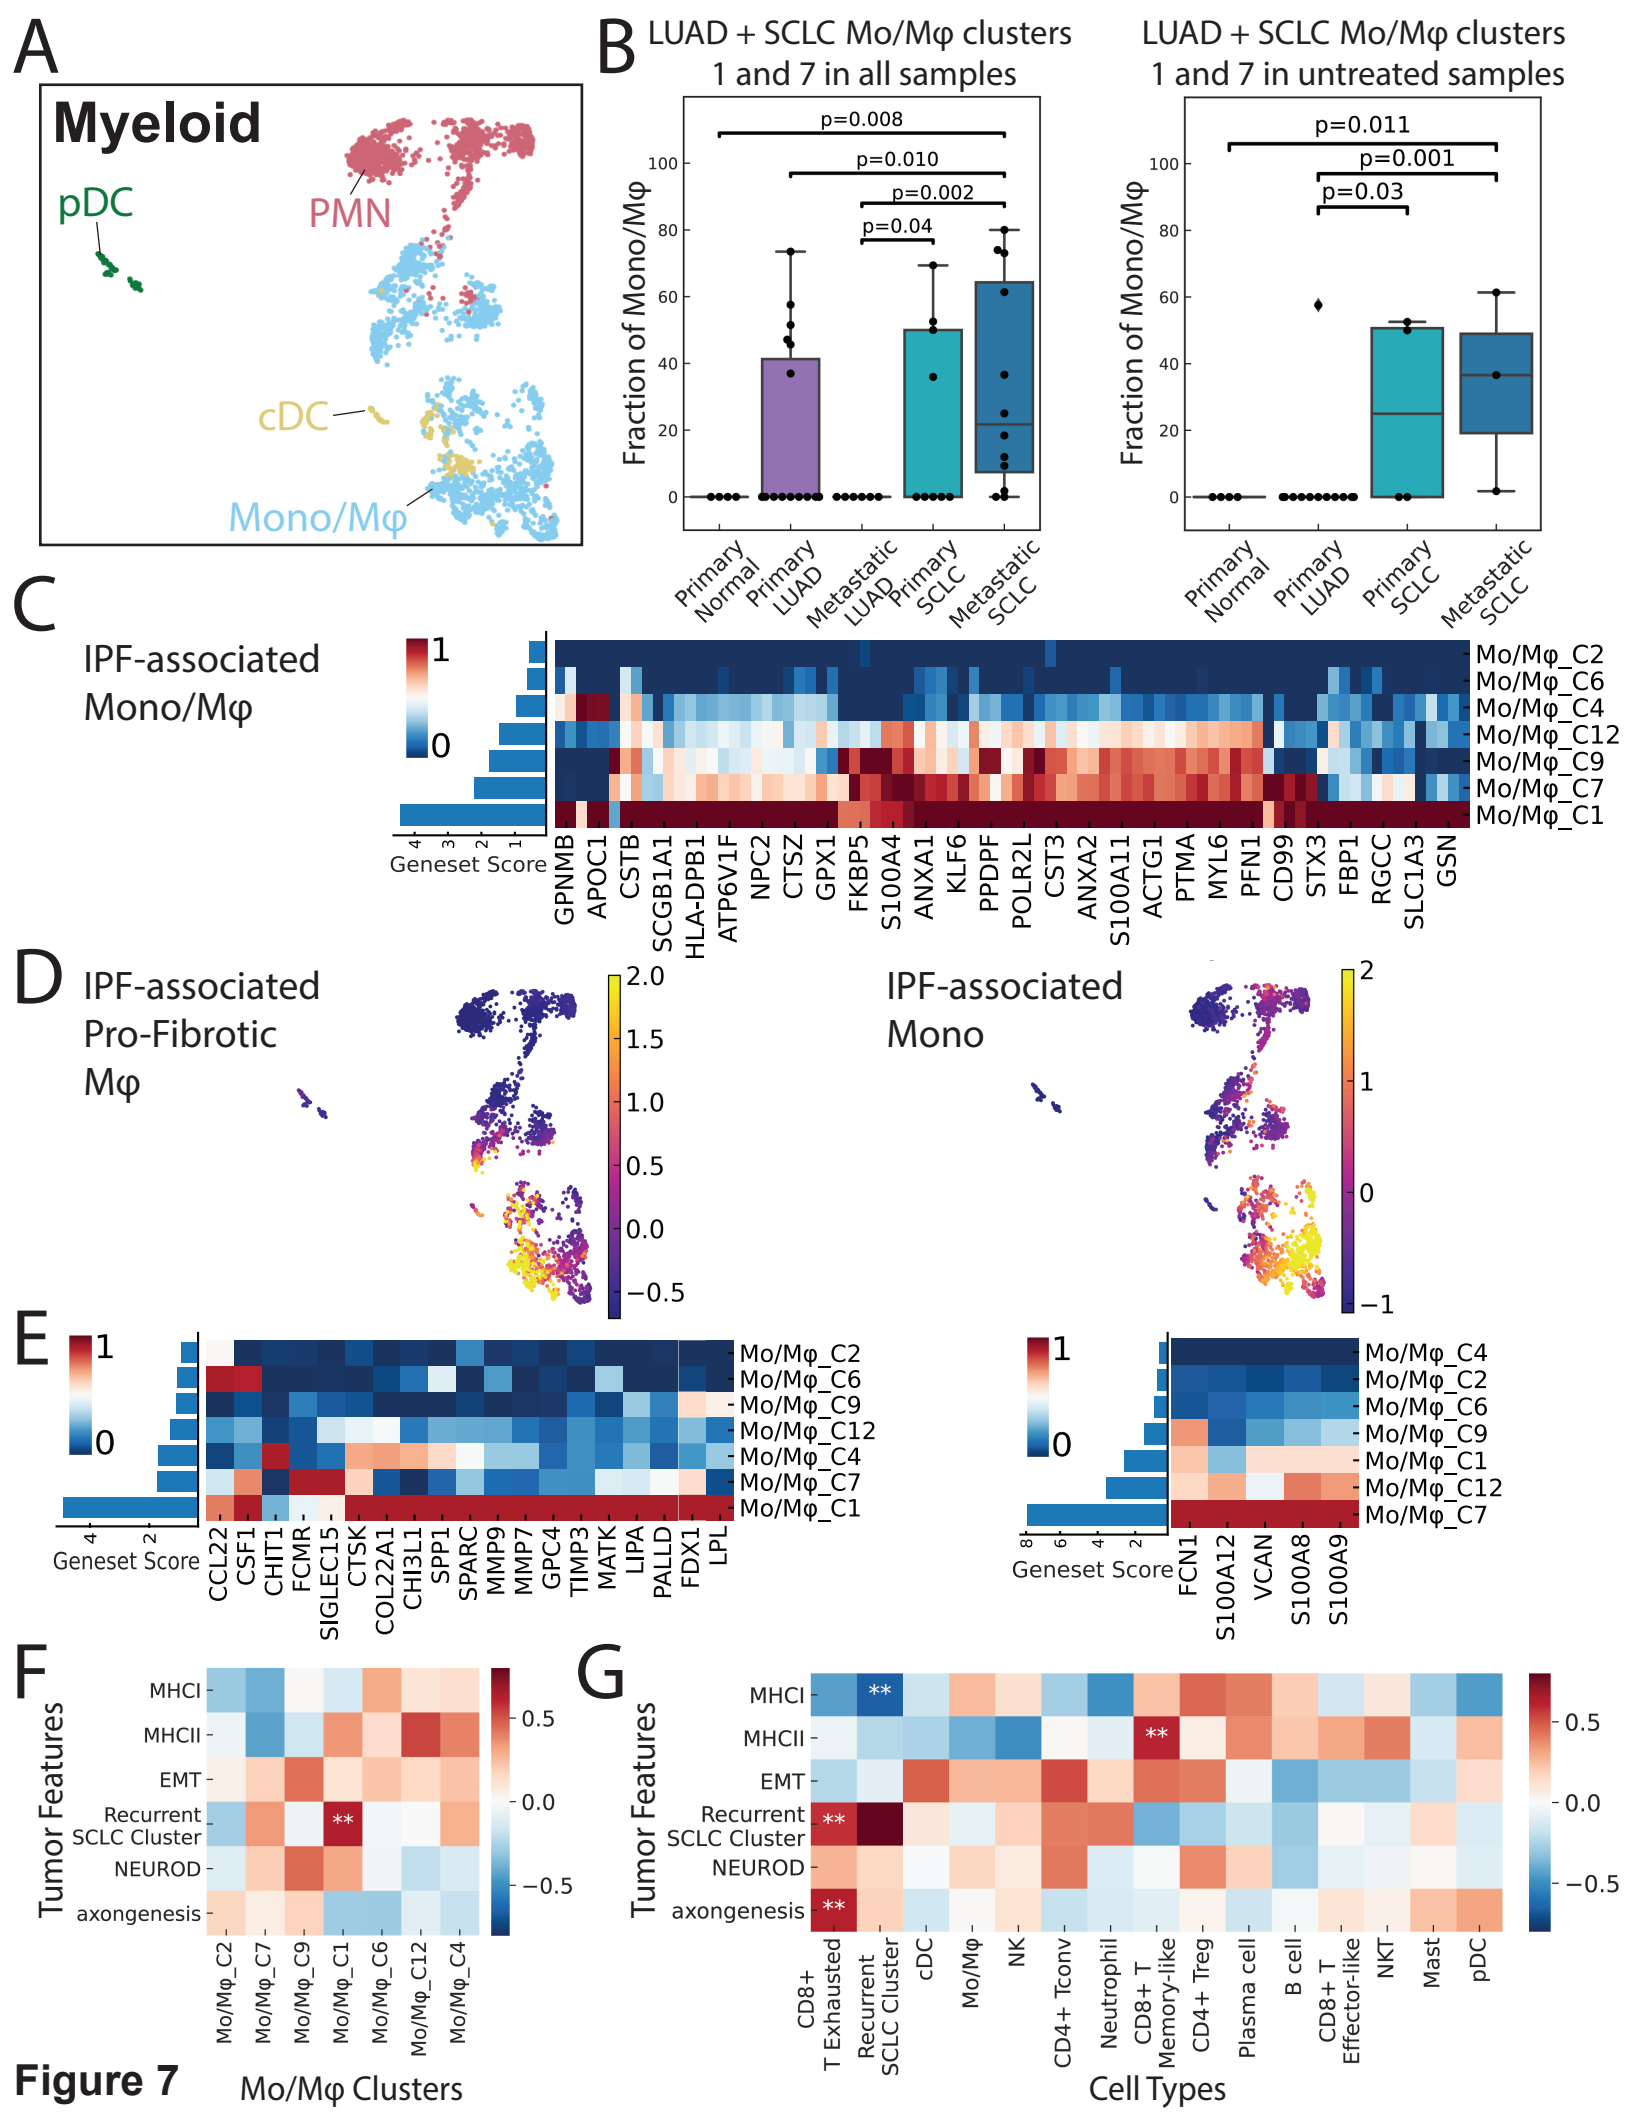 A
Myeloid
pDC
PMN
cDC
Mono/Mφ
B
LUAD + SCLC Mo/Mφ clusters
1 and 7 in all samples
Fraction of Mono/Mφ
100
80
60
40
20
0
p=0.008
p=0.010
p=0.002
p=0.04
Primary
Normal
Primary
LUAD
Metastatic
LUAD
Primary
SCLC
Metastatic
SCLC
LUAD + SCLC Mo/Mφ clusters
1 and 7 in untreated samples
Fraction of Mono/Mφ
100
80
60
40
20
0
p=0.011
p=0.001
p=0.03
Primary
Normal
Primary
LUAD
Primary
SCLC
Metastatic
SCLC
C
IPF-associated
Mono/Mφ
1
0
4 3 2 1
Geneset Score
Mo/Mφ_C2
Mo/Mφ_C6
Mo/Mφ_C4
Mo/Mφ_C12
Mo/Mφ_C9
Mo/Mφ_C7
Mo/Mφ_C1
GPNMB
APOC1
CSTB
SCGB1A1
HLA-DPB1
ATP6V1F
NPC2
CTSZ
GPX1
FKBP5
S100A4
ANXA1
KLF6
PPDPF
POLR2L
CST3
ANXA2
S100A11
ACTG1
PTMA
MYL6
PFN1
CD99
STX3
FBP1
RGCC
SLC1A3
GSN
D
IPF-associated
Pro-Fibrotic
Mφ
2.0
1.5
1.0
0.5
0.0
−0.5
IPF-associated
Mono
2
1
0
−1
E
1
0
4 2
Geneset Score
Mo/Mφ_C2
Mo/Mφ_C6
Mo/Mφ_C9
Mo/Mφ_C12
Mo/Mφ_C4
Mo/Mφ_C7
Mo/Mφ_C1
CCL22
CSF1
CHIT1
FCMR
SIGLEC15
CTSK
COL22A1
CHI3L1
SPP1
SPARC
MMP9
MMP7
GPC4
TIMP3
MATK
LIPA
PALLD
FDX1
LPL
1
0
8 6 4 2
Geneset Score
Mo/Mφ_C4
Mo/Mφ_C2
Mo/Mφ_C6
Mo/Mφ_C9
Mo/Mφ_C1
Mo/Mφ_C12
Mo/Mφ_C7
FCN1
S100A12
VCAN
S100A8
S100A9
F
Tumor Features
MHCI
MHCII
EMT
Recurrent
SCLC Cluster
NEUROD
axongenesis
**
0.5
0.0
−0.5
Mo/Mφ_C2
Mo/Mφ_C7
Mo/Mφ_C9
Mo/Mφ_C1
Mo/Mφ_C6
Mo/Mφ_C12
Mo/Mφ_C4
Mo/Mφ Clusters
G
Tumor Features
MHCI
MHCII
EMT
Recurrent
SCLC Cluster
NEUROD
axongenesis
**
**
**
**
0.5
0.0
−0.5
CD8+
T Exhausted
Recurrent
SCLC Cluster
cDC
Mo/Mφ
NK
CD4+ Tconv
Neutrophil
CD8+ T
Memory-like
CD4+ Treg
Plasma cell
B cell
CD8+ T
Effector-like
NKT
Mast
pDC
Cell Types
Figure 7